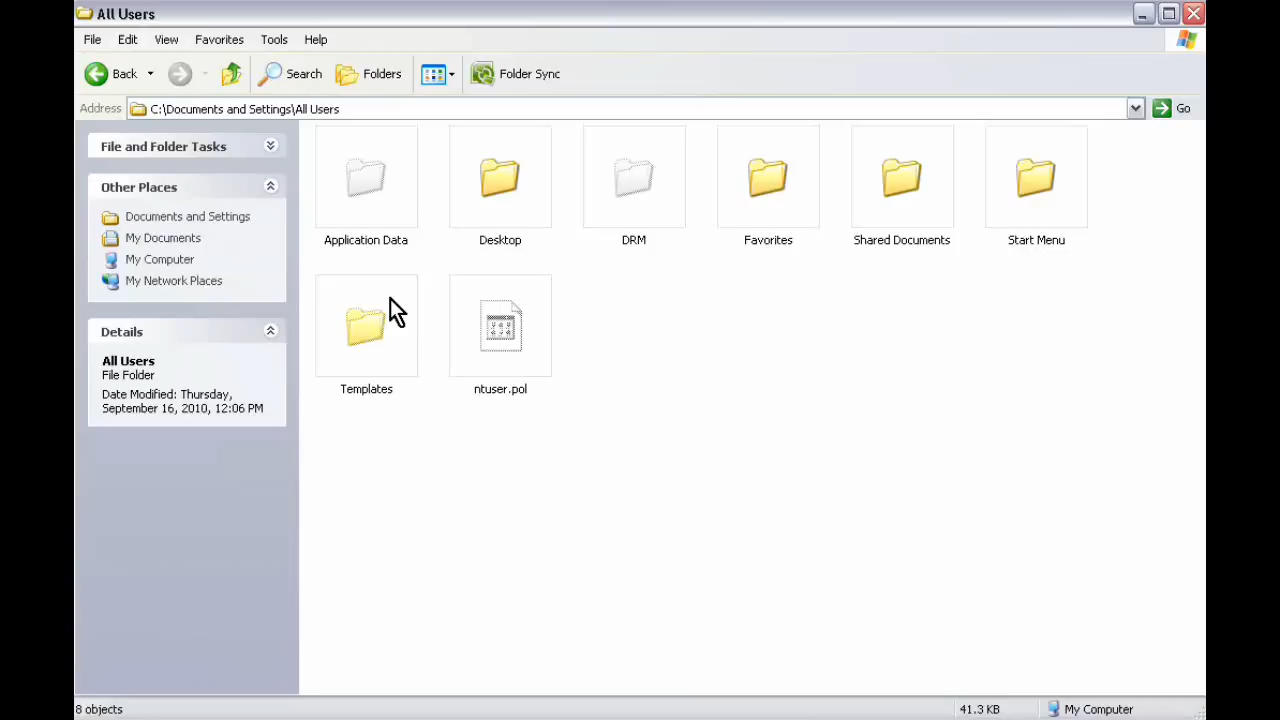 All Users
File Edit View Favorites Tools Help
Back Search Folders Folder Sync
Address C:\Documents and Settings\All Users Go
File and Folder Tasks
Other Places
Documents and Settings
My Documents
My Computer
My Network Places
Details
All Users
File Folder
Date Modified: Thursday,
September 16, 2010, 12:06 PM
Application Data Desktop DRM Favorites Shared Documents Start Menu
Templates ntuser.pol
8 objects 41.3 KB My Computer